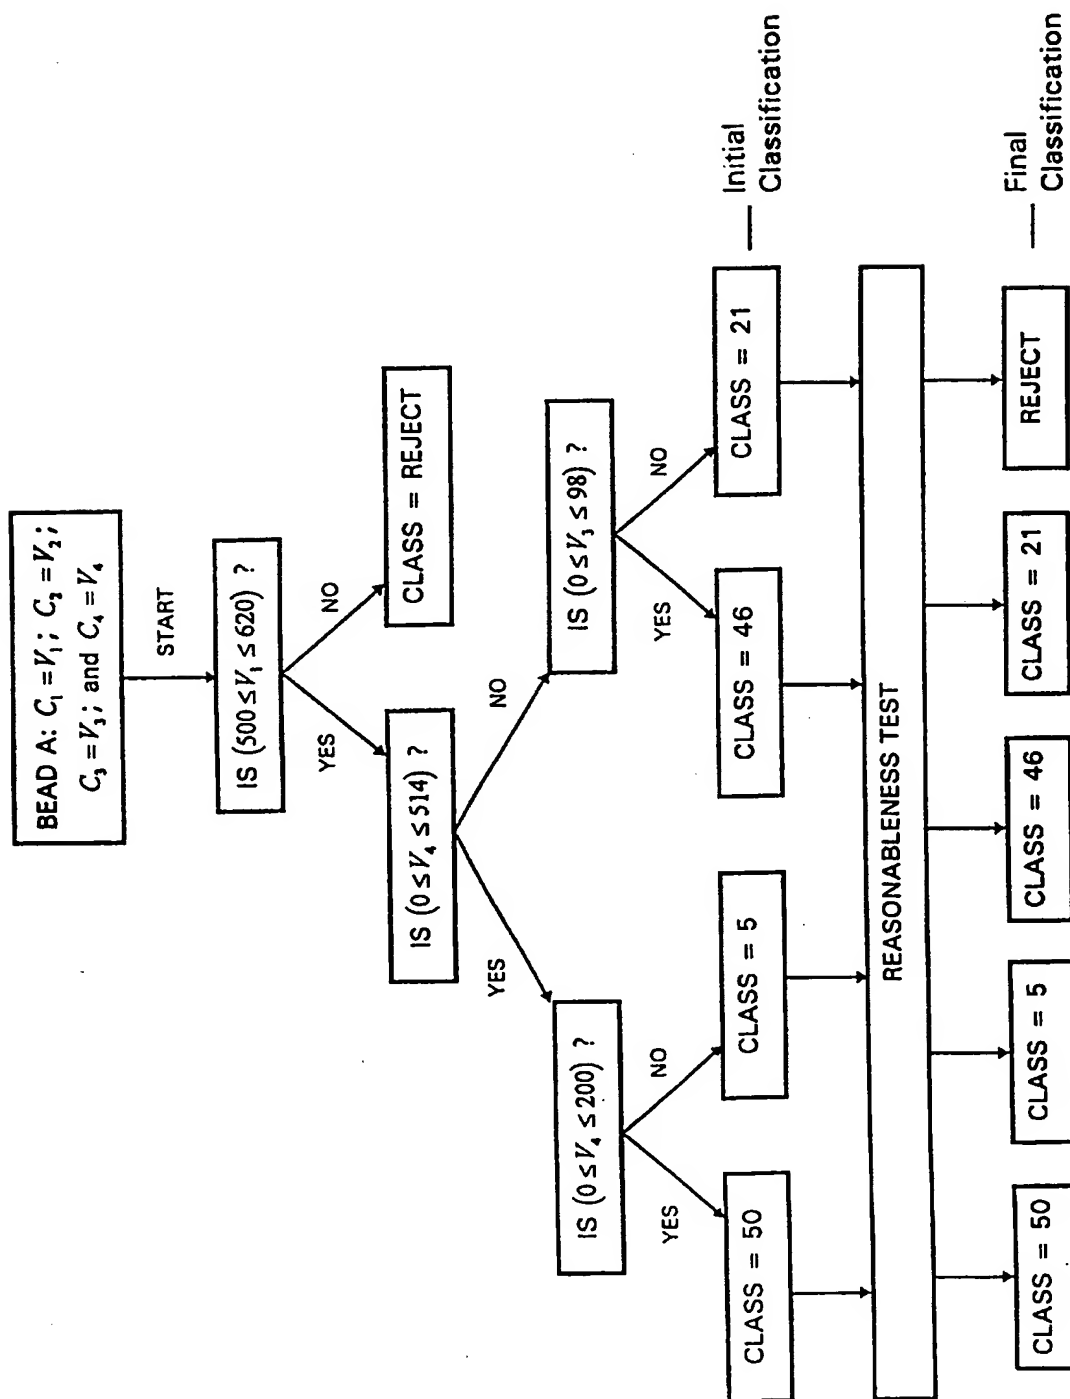 BEAD A: C₁ = V₁; C₂ = V₂;
C₃ = V₃; and C₄ = V₄
START
IS (500 ≤ V₁ ≤ 620) ?
YES
NO
IS (0 ≤ V₄ ≤ 514) ?
CLASS = REJECT
YES
NO
IS (0 ≤ V₄ ≤ 200) ?
IS (0 ≤ V₃ ≤ 98) ?
YES
NO
YES
NO
CLASS = 50
CLASS = 5
CLASS = 46
CLASS = 21
Initial
Classification
REASONABLENESS TEST
CLASS = 50
CLASS = 5
CLASS = 46
CLASS = 21
REJECT
Final
Classification